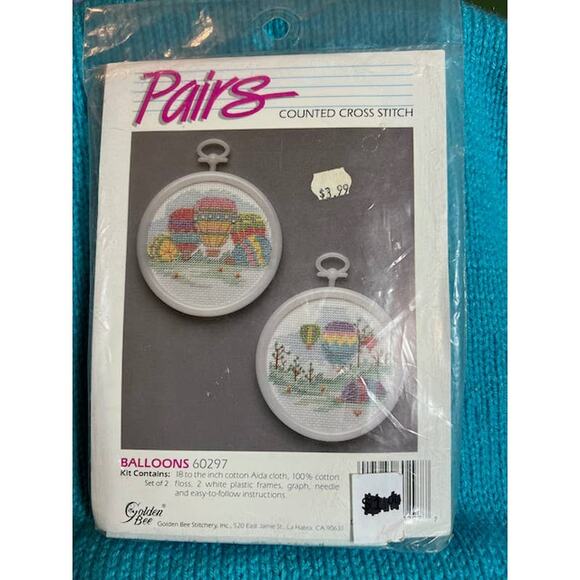 Pairs
COUNTED CROSS STITCH
$3.99
BALLOONS 60297
Kit Contains: 18 to the inch cotton Aida cloth, 100% cotton
Set of 2 floss, 2 white plastic frames, graph, needle
and easy-to-follow instructions.
Golden
Bee
Golden Bee Stitchery, Inc., 520 East Jamie St., La Habra, CA 90631
7